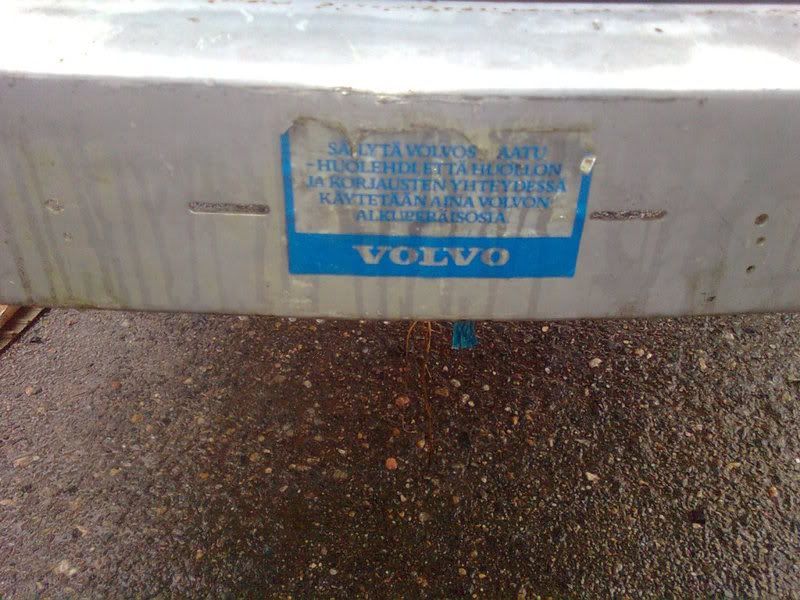 SÄILYTÄ VOLVOS AATU
-HUOLEHDI ETTÄ HUOLLON
JA KORJAUSTEN YHTEYDESSÄ
KÄYTETÄÄN AINA VOLVON
ALKUPERÄISOSIA
VOLVO